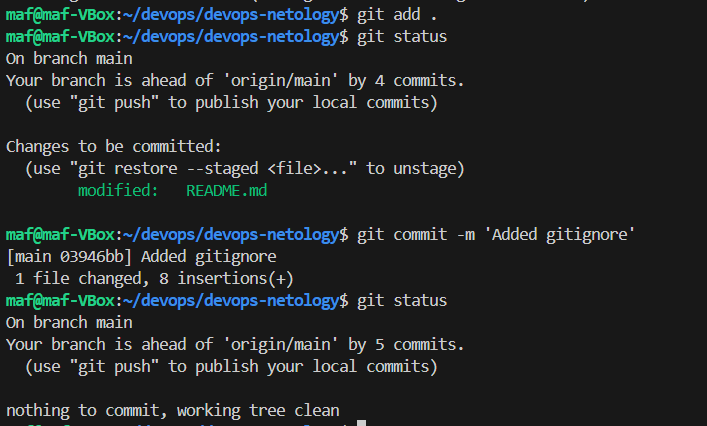 maf@maf-VBox:~/devops/devops-netology$ git add .
maf@maf-VBox:~/devops/devops-netology$ git status
On branch main
Your branch is ahead of 'origin/main' by 4 commits.
  (use "git push" to publish your local commits)

Changes to be committed:
  (use "git restore --staged <file>..." to unstage)
        modified:   README.md

maf@maf-VBox:~/devops/devops-netology$ git commit -m 'Added gitignore'
[main 03946bb] Added gitignore
 1 file changed, 8 insertions(+)
maf@maf-VBox:~/devops/devops-netology$ git status
On branch main
Your branch is ahead of 'origin/main' by 5 commits.
  (use "git push" to publish your local commits)

nothing to commit, working tree clean